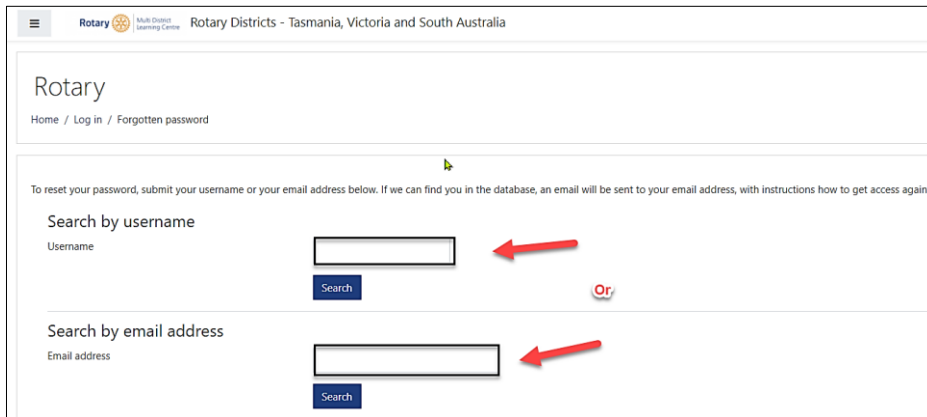 Rotary Multi District Learning Centre Rotary Districts - Tasmania, Victoria and South Australia
Rotary
Home / Log in / Forgotten password
To reset your password, submit your username or your email address below. If we can find you in the database, an email will be sent to your email address, with instructions how to get access again
Search by username
Username
Search
Or
Search by email address
Email address
Search